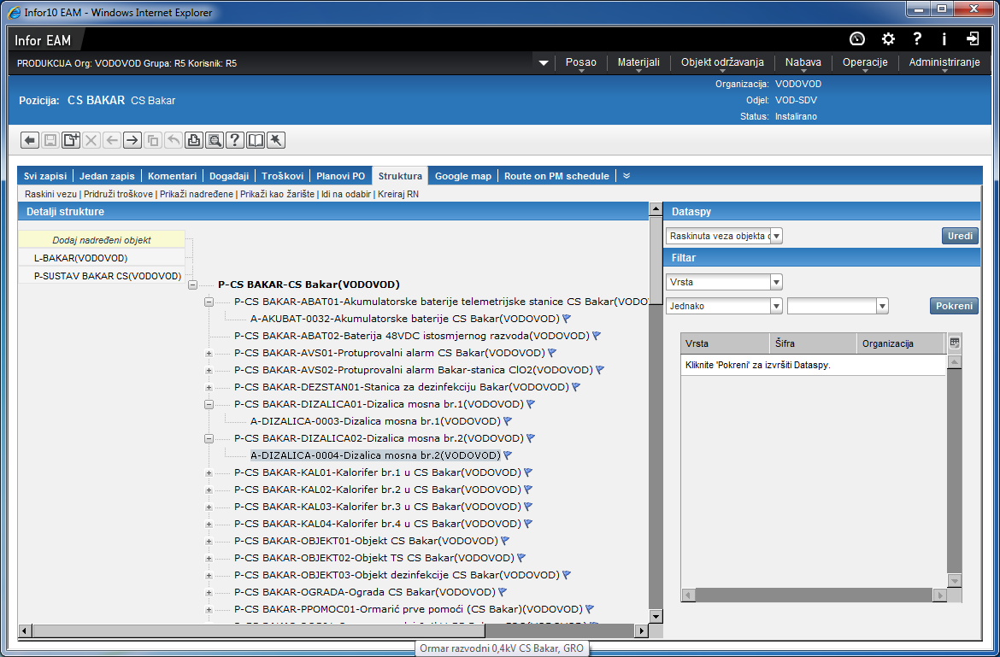 Infor10 EAM - Windows Internet Explorer
Infor EAM
PRODUKCIJA Org: VODOVOD Grupa: R5 Korisnik: R5
Posao Materijali Objekt održavanja Nabava Operacije Administriranje
Pozicija: CS BAKAR CS Bakar
Organizacija: VODOVOD
Odjel: VOD-SDV
Status: Instalirano
Svi zapisi Jedan zapis Komentari Događaji Troškovi Planovi PO Struktura Google map Route on PM schedule
Raskini vezu | Pridruži troškove | Prikaži nadređene | Prikaži kao žarište | Idi na odabir | Kreiraj RN
Detalji strukture
Dodaj nadređeni objekt
L-BAKAR(VODOVOD)
P-SUSTAV BAKAR CS(VODOVOD)
P-CS BAKAR-CS Bakar(VODOVOD)
P-CS BAKAR-ABAT01-Akumulatorske baterije telemetrijske stanice CS Bakar(VODO
A-AKUBAT-0032-Akumulatorske baterije CS Bakar(VODOVOD)
P-CS BAKAR-ABAT02-Baterija 48VDC istosmjernog razvoda(VODOVOD)
P-CS BAKAR-AVS01-Protuprovalni alarm CS Bakar(VODOVOD)
P-CS BAKAR-AVS02-Protuprovalni alarm Bakar-stanica ClO2(VODOVOD)
P-CS BAKAR-DEZSTAN01-Stanica za dezinfekciju Bakar(VODOVOD)
P-CS BAKAR-DIZALICA01-Dizalica mosna br.1(VODOVOD)
A-DIZALICA-0003-Dizalica mosna br.1(VODOVOD)
P-CS BAKAR-DIZALICA02-Dizalica mosna br.2(VODOVOD)
A-DIZALICA-0004-Dizalica mosna br.2(VODOVOD)
P-CS BAKAR-KAL01-Kalorifer br.1 u CS Bakar(VODOVOD)
P-CS BAKAR-KAL02-Kalorifer br.2 u CS Bakar(VODOVOD)
P-CS BAKAR-KAL03-Kalorifer br.3 u CS Bakar(VODOVOD)
P-CS BAKAR-KAL04-Kalorifer br.4 u CS Bakar(VODOVOD)
P-CS BAKAR-OBJEKT01-Objekt CS Bakar(VODOVOD)
P-CS BAKAR-OBJEKT02-Objekt TS CS Bakar(VODOVOD)
P-CS BAKAR-OBJEKT03-Objekt dezinfekcije CS Bakar(VODOVOD)
P-CS BAKAR-OGRADA-Ograda CS Bakar(VODOVOD)
P-CS BAKAR-PPOMOC01-Ormarić prve pomoći (CS Bakar)(VODOVOD)
Dataspy
Raskinuta veza objekta
Uredi
Filtar
Vrsta
Jednako
Pokreni
Vrsta Šifra Organizacija
Kliknite 'Pokreni' za izvršiti Dataspy.
Ormar razvodni 0,4kV CS Bakar, GRO